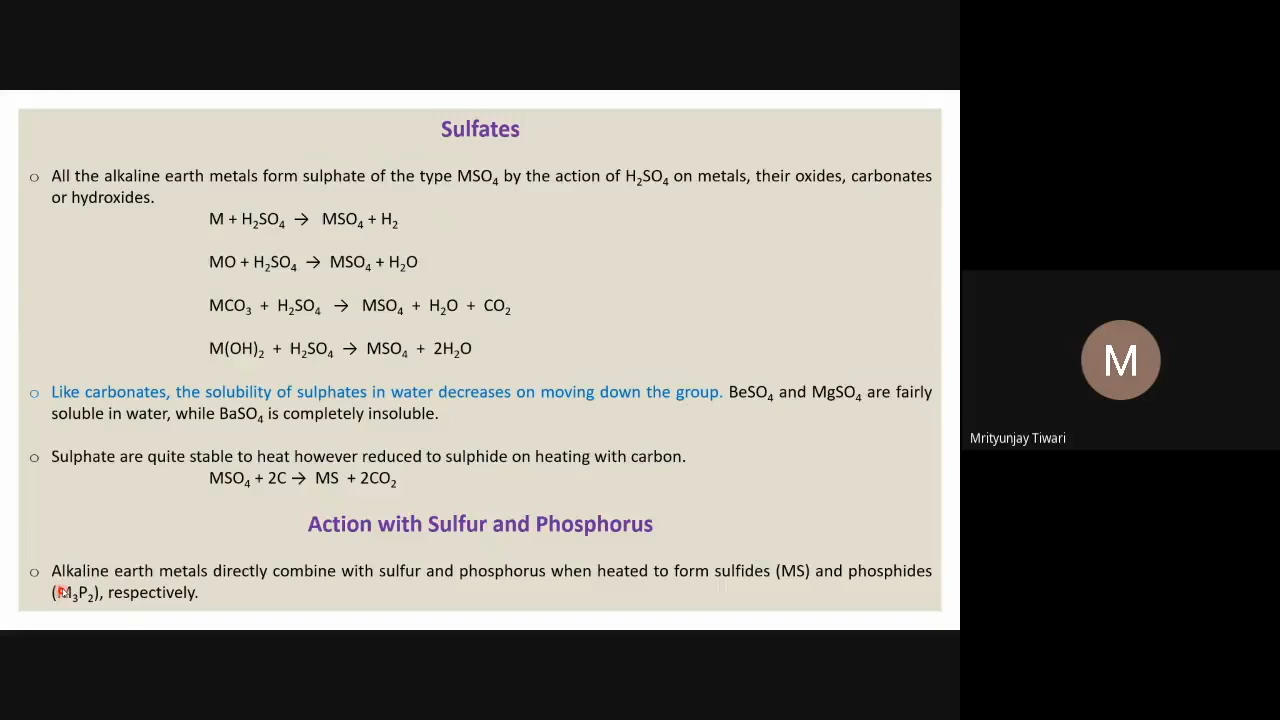 Sulfates
○ All the alkaline earth metals form sulphate of the type MSO₄ by the action of H₂SO₄ on metals, their oxides, carbonates
or hydroxides.
M + H₂SO₄ → MSO₄ + H₂
MO + H₂SO₄ → MSO₄ + H₂O
MCO₃ + H₂SO₄ → MSO₄ + H₂O + CO₂
M(OH)₂ + H₂SO₄ → MSO₄ + 2H₂O
○ Like carbonates, the solubility of sulphates in water decreases on moving down the group. BeSO₄ and MgSO₄ are fairly
soluble in water, while BaSO₄ is completely insoluble.
○ Sulphate are quite stable to heat however reduced to sulphide on heating with carbon.
MSO₄ + 2C → MS + 2CO₂
Action with Sulfur and Phosphorus
○ Alkaline earth metals directly combine with sulfur and phosphorus when heated to form sulfides (MS) and phosphides
(M₃P₂), respectively.
M
Mrityunjay Tiwari